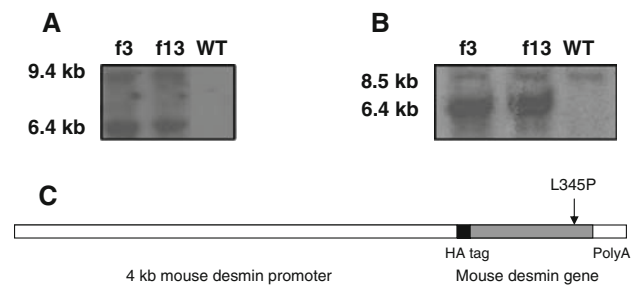 A
f3 f13 WT
9.4 kb
6.4 kb
B
f3 f13 WT
8.5 kb
6.4 kb
C
L345P
HA tag
PolyA
4 kb mouse desmin promoter
Mouse desmin gene